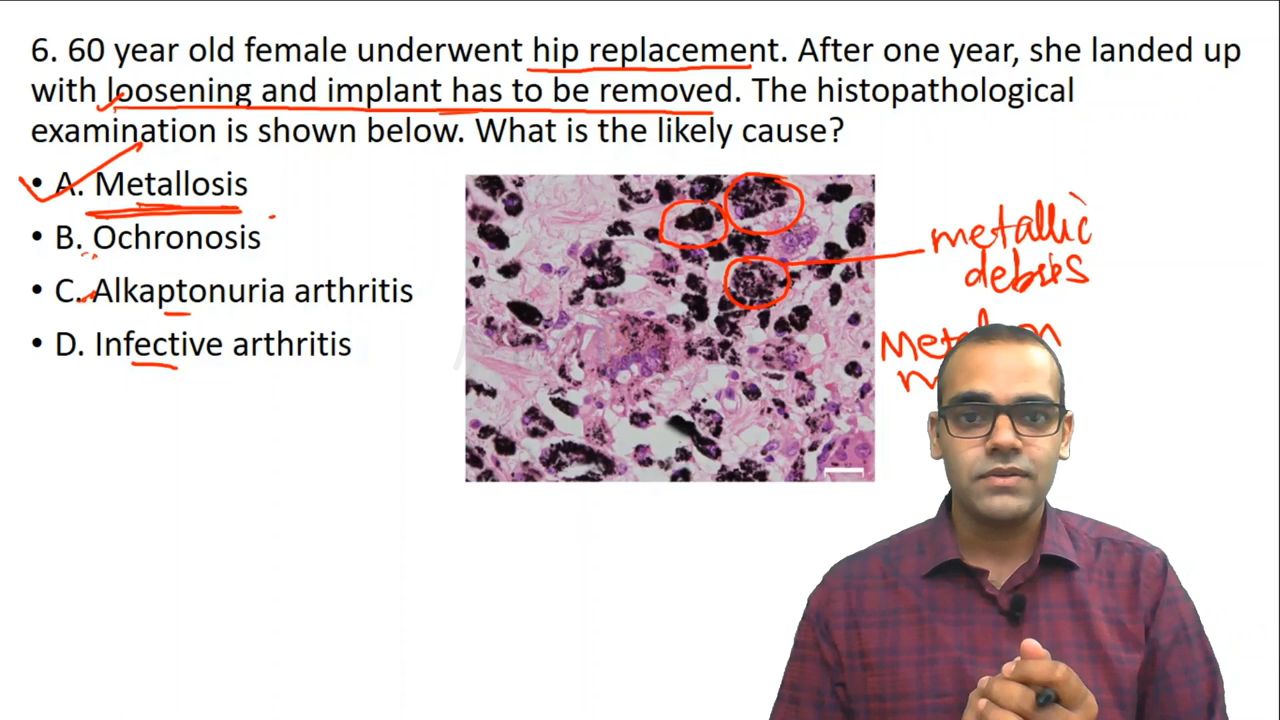 6. 60 year old female underwent hip replacement. After one year, she landed up
with loosening and implant has to be removed. The histopathological
examination is shown below. What is the likely cause?
• A. Metallosis
• B. Ochronosis
• C. Alkaptonuria arthritis
• D. Infective arthritis
metallic
debris